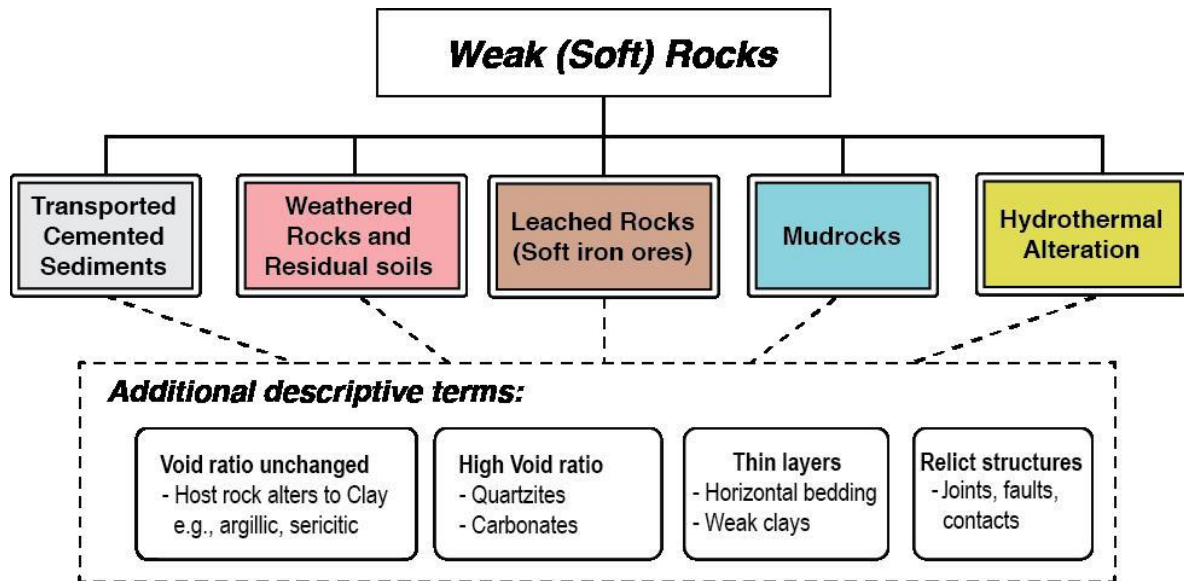 Weak (Soft) Rocks
Transported
Cemented
Sediments
Weathered
Rocks and
Residual soils
Leached Rocks
(Soft iron ores)
Mudrocks
Hydrothermal
Alteration
Additional descriptive terms:
Void ratio unchanged
- Host rock alters to Clay
e.g., argillic, sericitic
High Void ratio
- Quartzites
- Carbonates
Thin layers
- Horizontal bedding
- Weak clays
Relict structures
- Joints, faults,
contacts